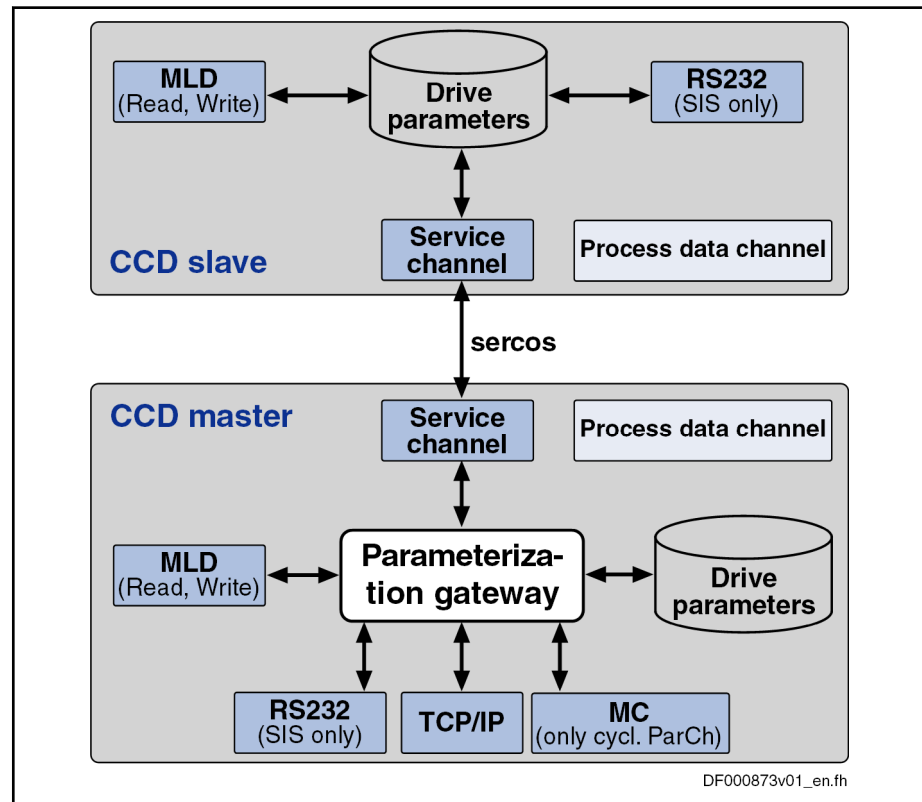 MLD
(Read, Write)
Drive
parameters
RS232
(SIS only)
CCD slave
Service
channel
Process data channel
sercos
CCD master
Service
channel
Process data channel
MLD
(Read, Write)
Parameteriza-
tion gateway
Drive
parameters
RS232
(SIS only)
TCP/IP
MC
(only cycl. ParCh)
DF000873v01_en.fh